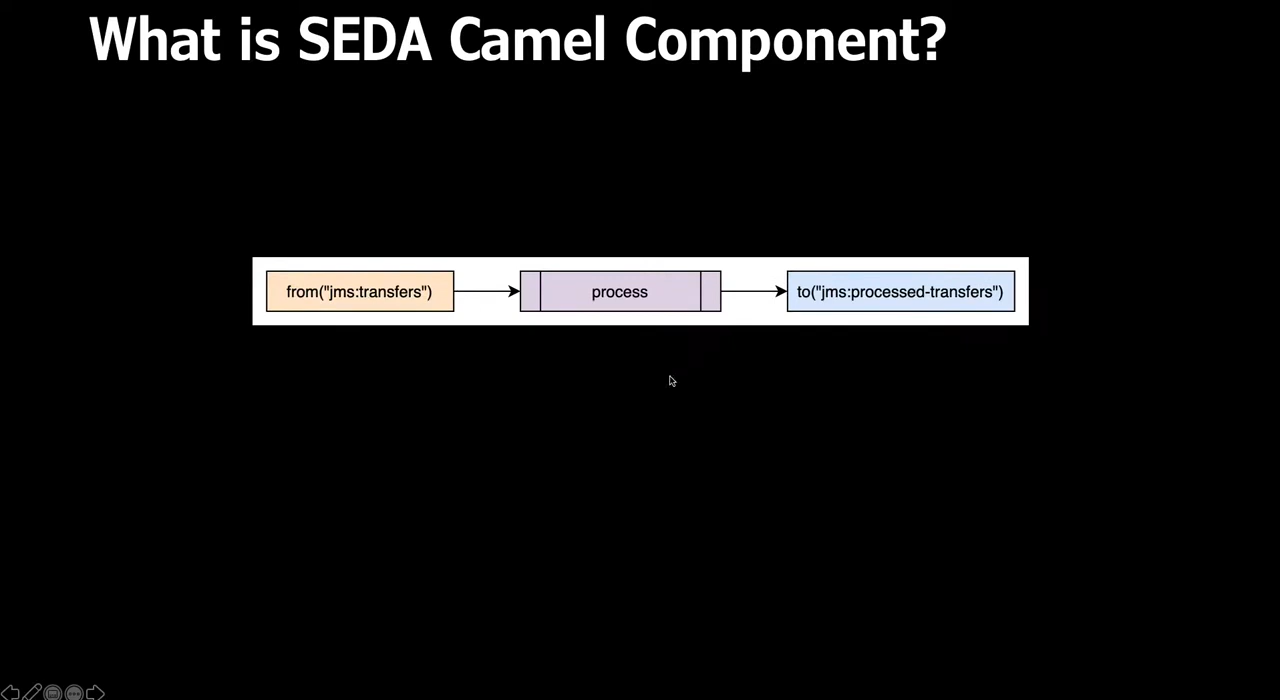 What is SEDA Camel Component?
from("jms:transfers")
process
to("jms:processed-transfers")